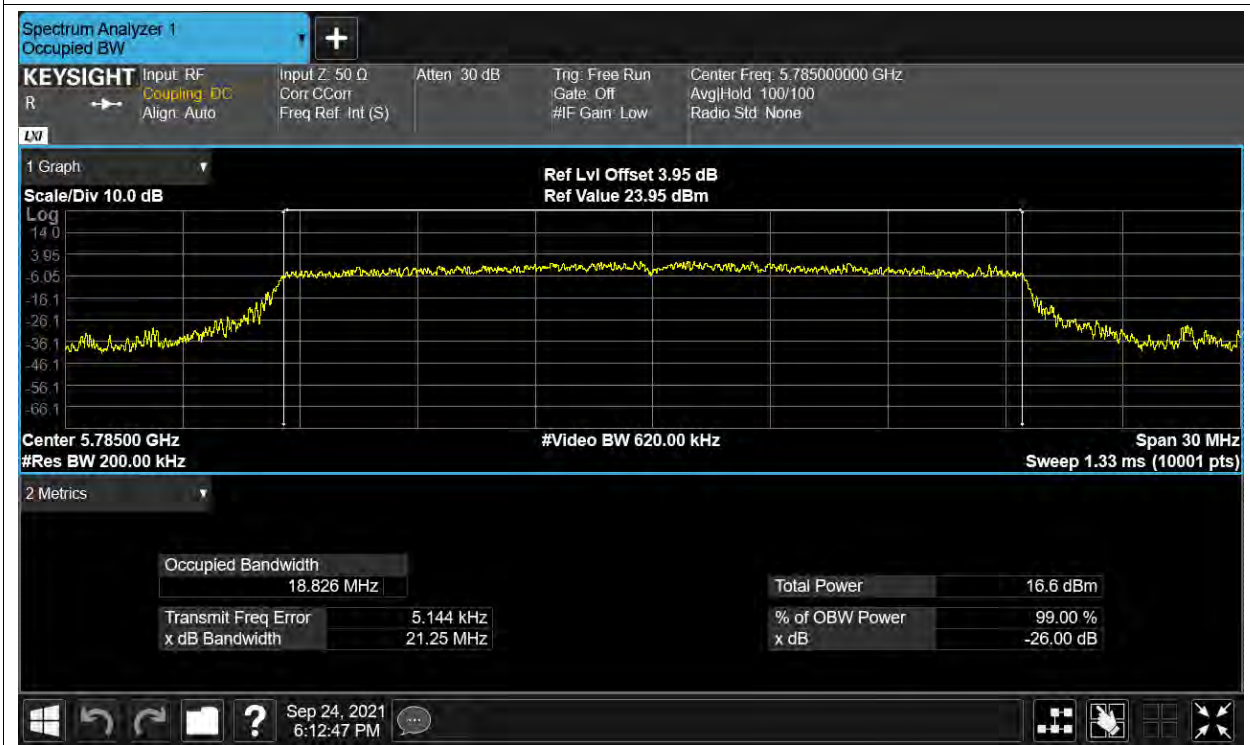 Spectrum Analyzer 1
Occupied BW
+
KEYSIGHT Input: RF Input Z: 50 Ω Atten: 30 dB Trig: Free Run Center Freq: 5.785000000 GHz
R Coupling: DC Corr CCorr Gate: Off Avg|Hold: 100/100
Align: Auto Freq Ref: Int (S) #IF Gain: Low Radio Std: None
LXI
1 Graph
Ref Lvl Offset 3.95 dB
Scale/Div 10.0 dB Ref Value 23.95 dBm
Log
14.0
3.95
-6.05
-16.1
-26.1
-36.1
-46.1
-56.1
-66.1
Center 5.78500 GHz #Video BW 620.00 kHz Span 30 MHz
#Res BW 200.00 kHz Sweep 1.33 ms (10001 pts)
2 Metrics
Occupied Bandwidth
18.826 MHz Total Power 16.6 dBm
Transmit Freq Error 5.144 kHz % of OBW Power 99.00 %
x dB Bandwidth 21.25 MHz x dB -26.00 dB
? Sep 24, 2021
6:12:47 PM